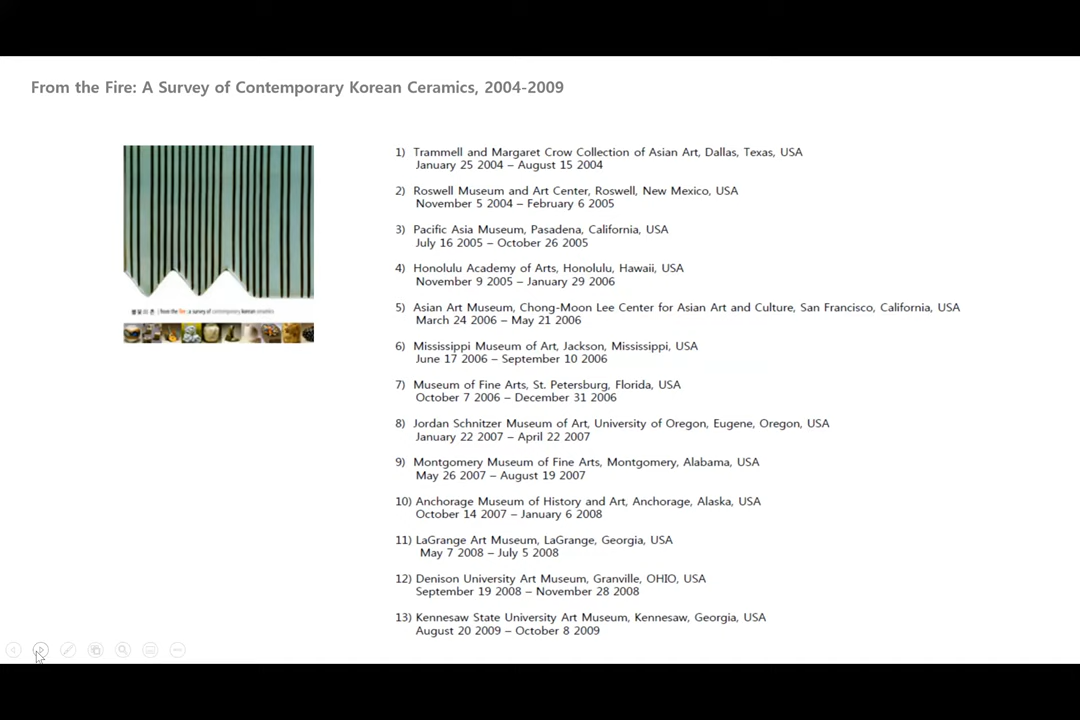 From the Fire: A Survey of Contemporary Korean Ceramics, 2004-2009
from the fire : a survey of contemporary korean ceramics
1) Trammell and Margaret Crow Collection of Asian Art, Dallas, Texas, USA
January 25 2004 – August 15 2004
2) Roswell Museum and Art Center, Roswell, New Mexico, USA
November 5 2004 – February 6 2005
3) Pacific Asia Museum, Pasadena, California, USA
July 16 2005 – October 26 2005
4) Honolulu Academy of Arts, Honolulu, Hawaii, USA
November 9 2005 – January 29 2006
5) Asian Art Museum, Chong-Moon Lee Center for Asian Art and Culture, San Francisco, California, USA
March 24 2006 – May 21 2006
6) Mississippi Museum of Art, Jackson, Mississippi, USA
June 17 2006 – September 10 2006
7) Museum of Fine Arts, St. Petersburg, Florida, USA
October 7 2006 – December 31 2006
8) Jordan Schnitzer Museum of Art, University of Oregon, Eugene, Oregon, USA
January 22 2007 – April 22 2007
9) Montgomery Museum of Fine Arts, Montgomery, Alabama, USA
May 26 2007 – August 19 2007
10) Anchorage Museum of History and Art, Anchorage, Alaska, USA
October 14 2007 – January 6 2008
11) LaGrange Art Museum, LaGrange, Georgia, USA
May 7 2008 – July 5 2008
12) Denison University Art Museum, Granville, OHIO, USA
September 19 2008 – November 28 2008
13) Kennesaw State University Art Museum, Kennesaw, Georgia, USA
August 20 2009 – October 8 2009